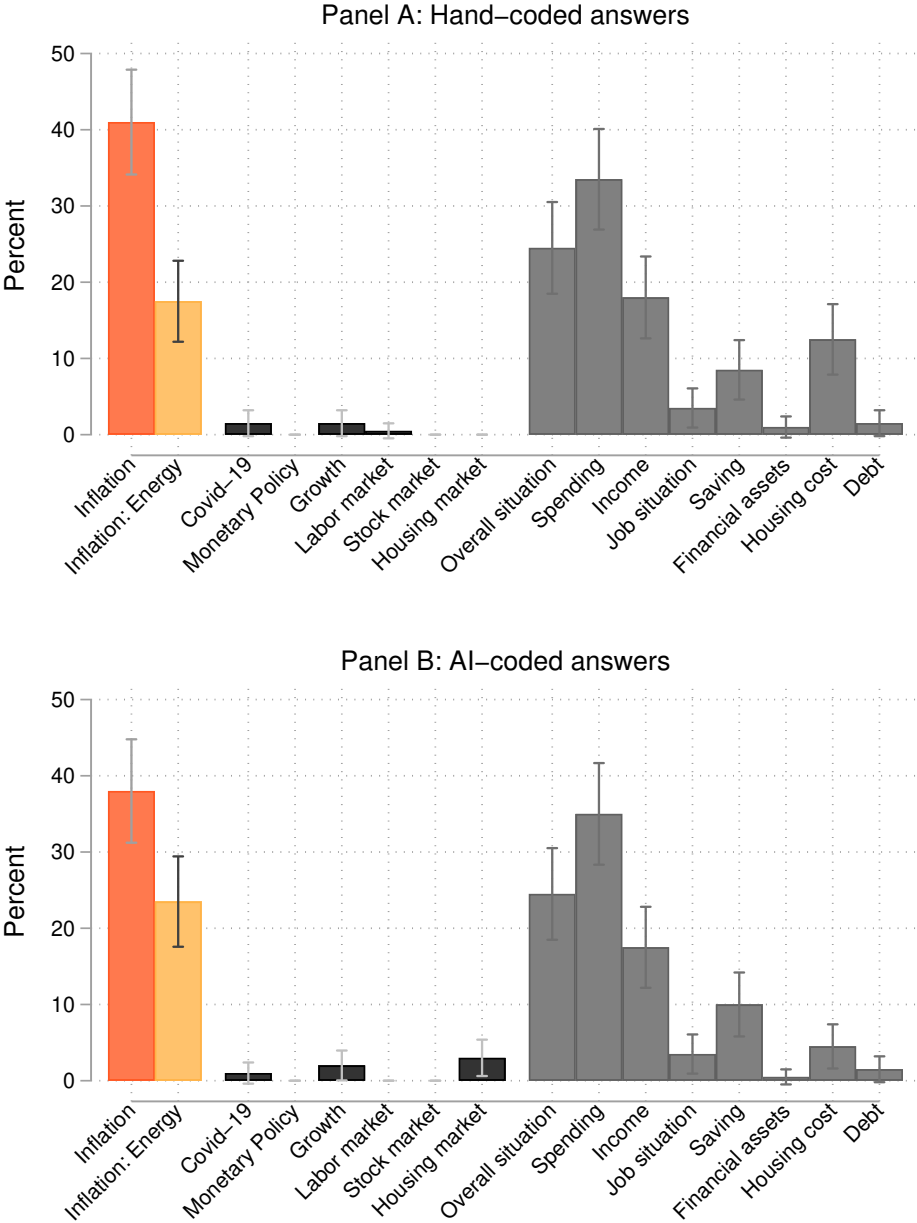 Panel A: Hand−coded answers
50
40
30
20
10
0
Percent
Inflation
Inflation: Energy
Covid−19
Monetary Policy
Growth
Labor market
Stock market
Housing market
Overall situation
Spending
Income
Job situation
Saving
Financial assets
Housing cost
Debt
Panel B: AI−coded answers
50
40
30
20
10
0
Percent
Inflation
Inflation: Energy
Covid−19
Monetary Policy
Growth
Labor market
Stock market
Housing market
Overall situation
Spending
Income
Job situation
Saving
Financial assets
Housing cost
Debt